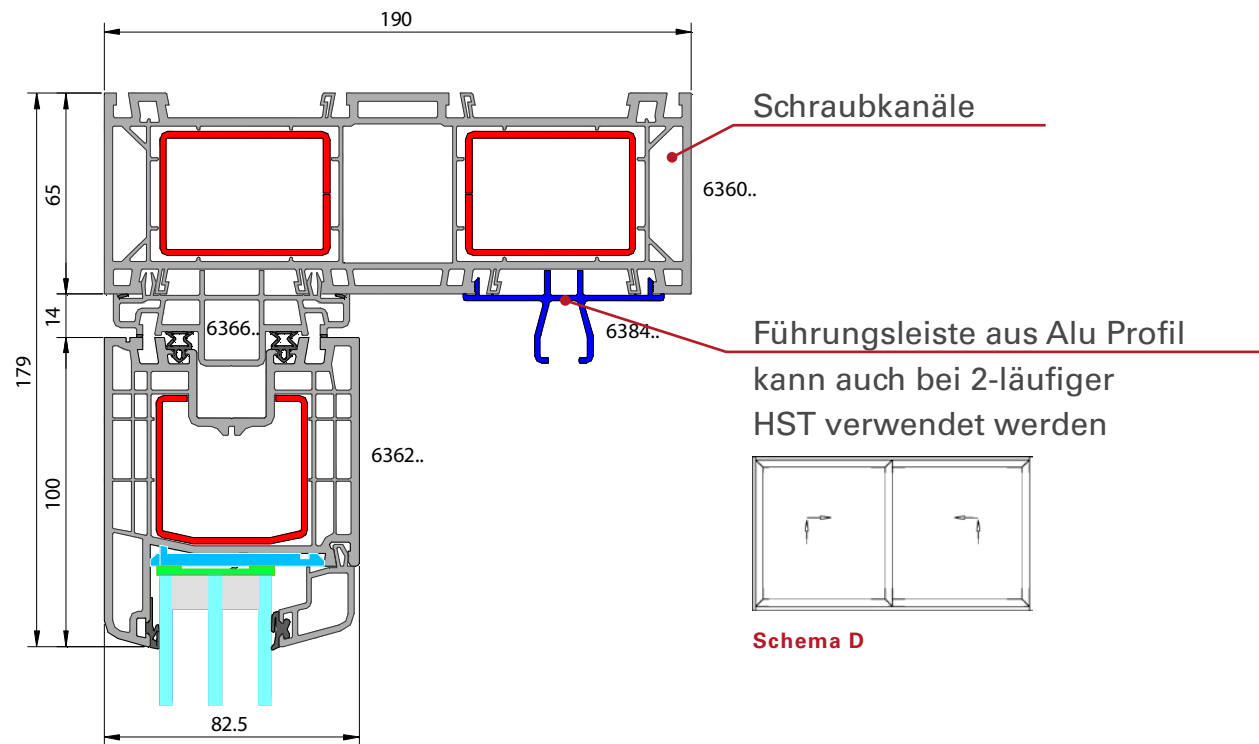 190
Schraubkanäle
65
6360..
14
6366..
6384..
Führungsleiste aus Alu Profil
kann auch bei 2-läufiger
HST verwendet werden
179
6362..
100
Schema D
82.5